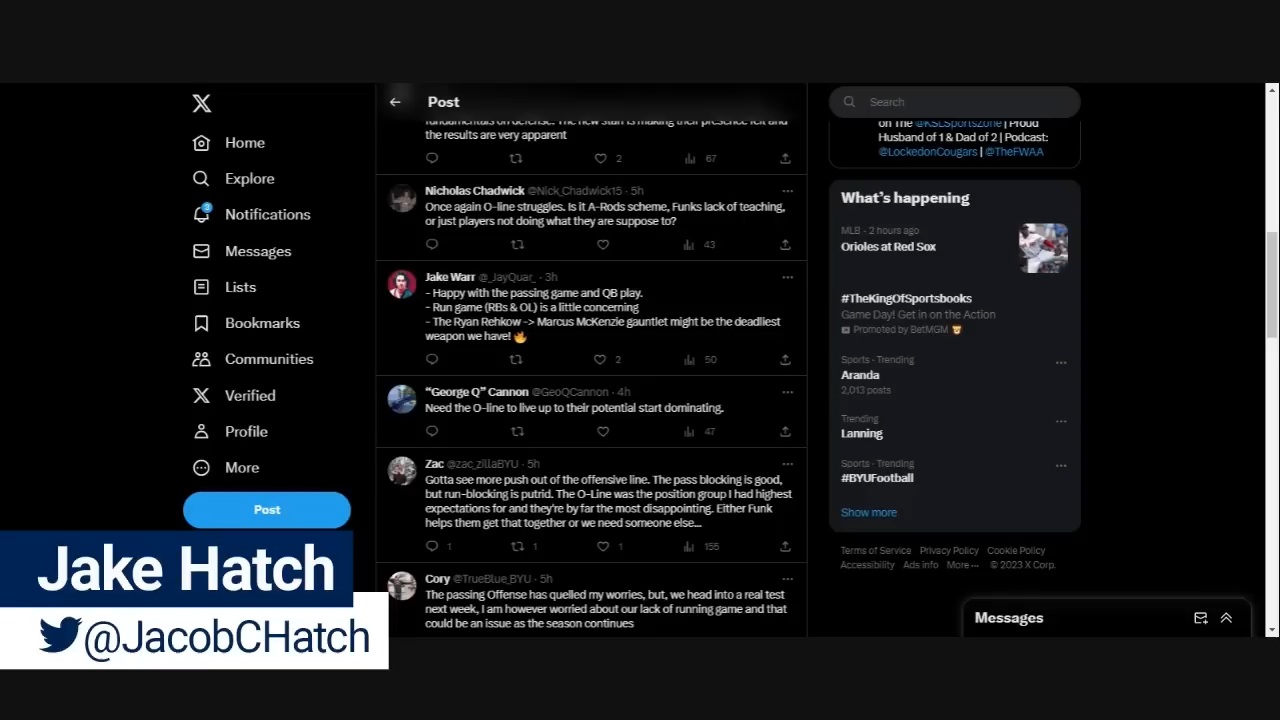 X
Home
Explore
3
Notifications
Messages
Lists
Bookmarks
Communities
Verified
Profile
More
Post
Post
the results are very apparent
2
67
Nicholas Chadwick @Nick_Chadwick15 · 5h
Once again O-line struggles. Is it A-Rods scheme, Funks lack of teaching,
or just players not doing what they are suppose to?
43
Jake Warr @_JayQuar_ · 3h
- Happy with the passing game and QB play.
- Run game (RBs & OL) is a little concerning
- The Ryan Rehkow -> Marcus McKenzie gauntlet might be the deadliest
weapon we have! 🔥
2
50
“George Q” Cannon @GeoQCannon · 4h
Need the O-line to live up to their potential start dominating.
47
Zac @zac_zillaBYU · 5h
Gotta see more push out of the offensive line. The pass blocking is good,
but run-blocking is putrid. The O-Line was the position group I had highest
expectations for and they're by far the most disappointing. Either Funk
helps them get that together or we need someone else...
1
1
1
155
Cory @TrueBlue_BYU · 5h
The passing Offense has quelled my worries, but, we head into a real test
next week, I am however worried about our lack of running game and that
could be an issue as the season continues
Search
on The @KSLSportsZone | Proud
Husband of 1 & Dad of 2 | Podcast:
@LockedonCougars | @TheFWAA
What's happening
MLB · 2 hours ago
Orioles at Red Sox
#TheKingOfSportsbooks
Game Day! Get in on the Action
Promoted by BetMGM
Sports · Trending
Aranda
2,013 posts
Trending
Lanning
Sports · Trending
#BYUFootball
Show more
Terms of Service Privacy Policy Cookie Policy
Accessibility Ads info More ··· © 2023 X Corp.
Messages
Jake Hatch
@JacobCHatch